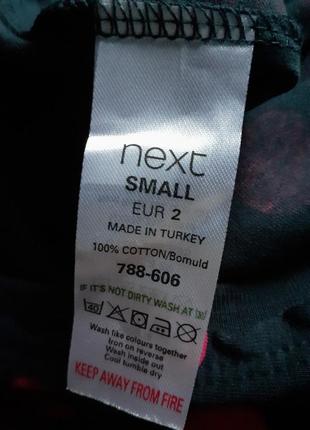 next
SMALL
EUR 2
MADE IN TURKEY
100% COTTON/Bomuld
788-606
IF IT'S NOT DIRTY WASH AT 30
40
Wash like colours together
Iron on reverse
Wash inside out
Cool tumble dry
KEEP AWAY FROM FIRE